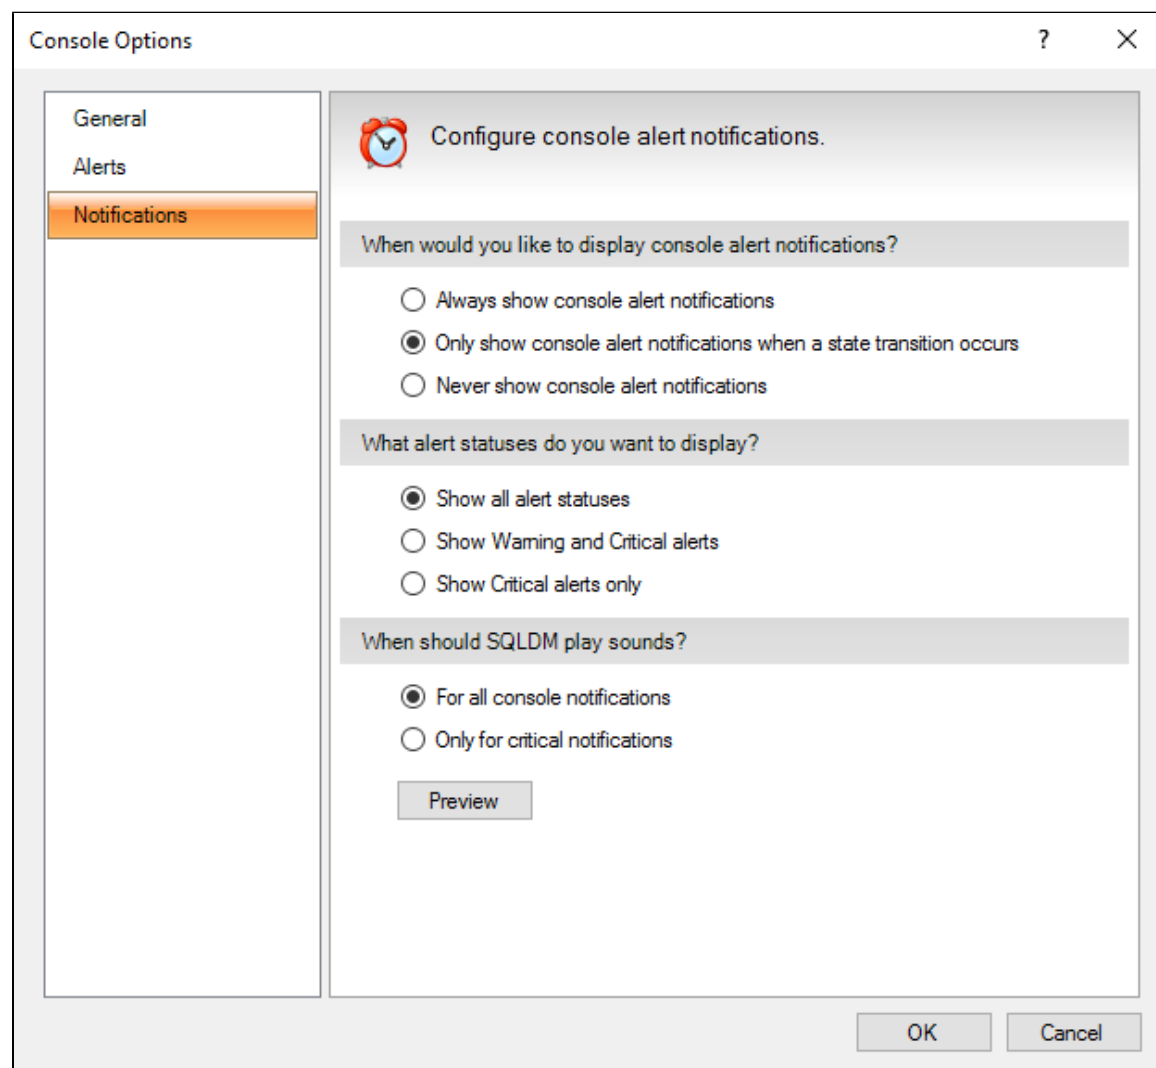 Console Options
?
General
Alerts
Notifications
Configure console alert notifications.
When would you like to display console alert notifications?
Always show console alert notifications
Only show console alert notifications when a state transition occurs
Never show console alert notifications
What alert statuses do you want to display?
Show all alert statuses
Show Warning and Critical alerts
Show Critical alerts only
When should SQLDM play sounds?
For all console notifications
Only for critical notifications
Preview
OK
Cancel